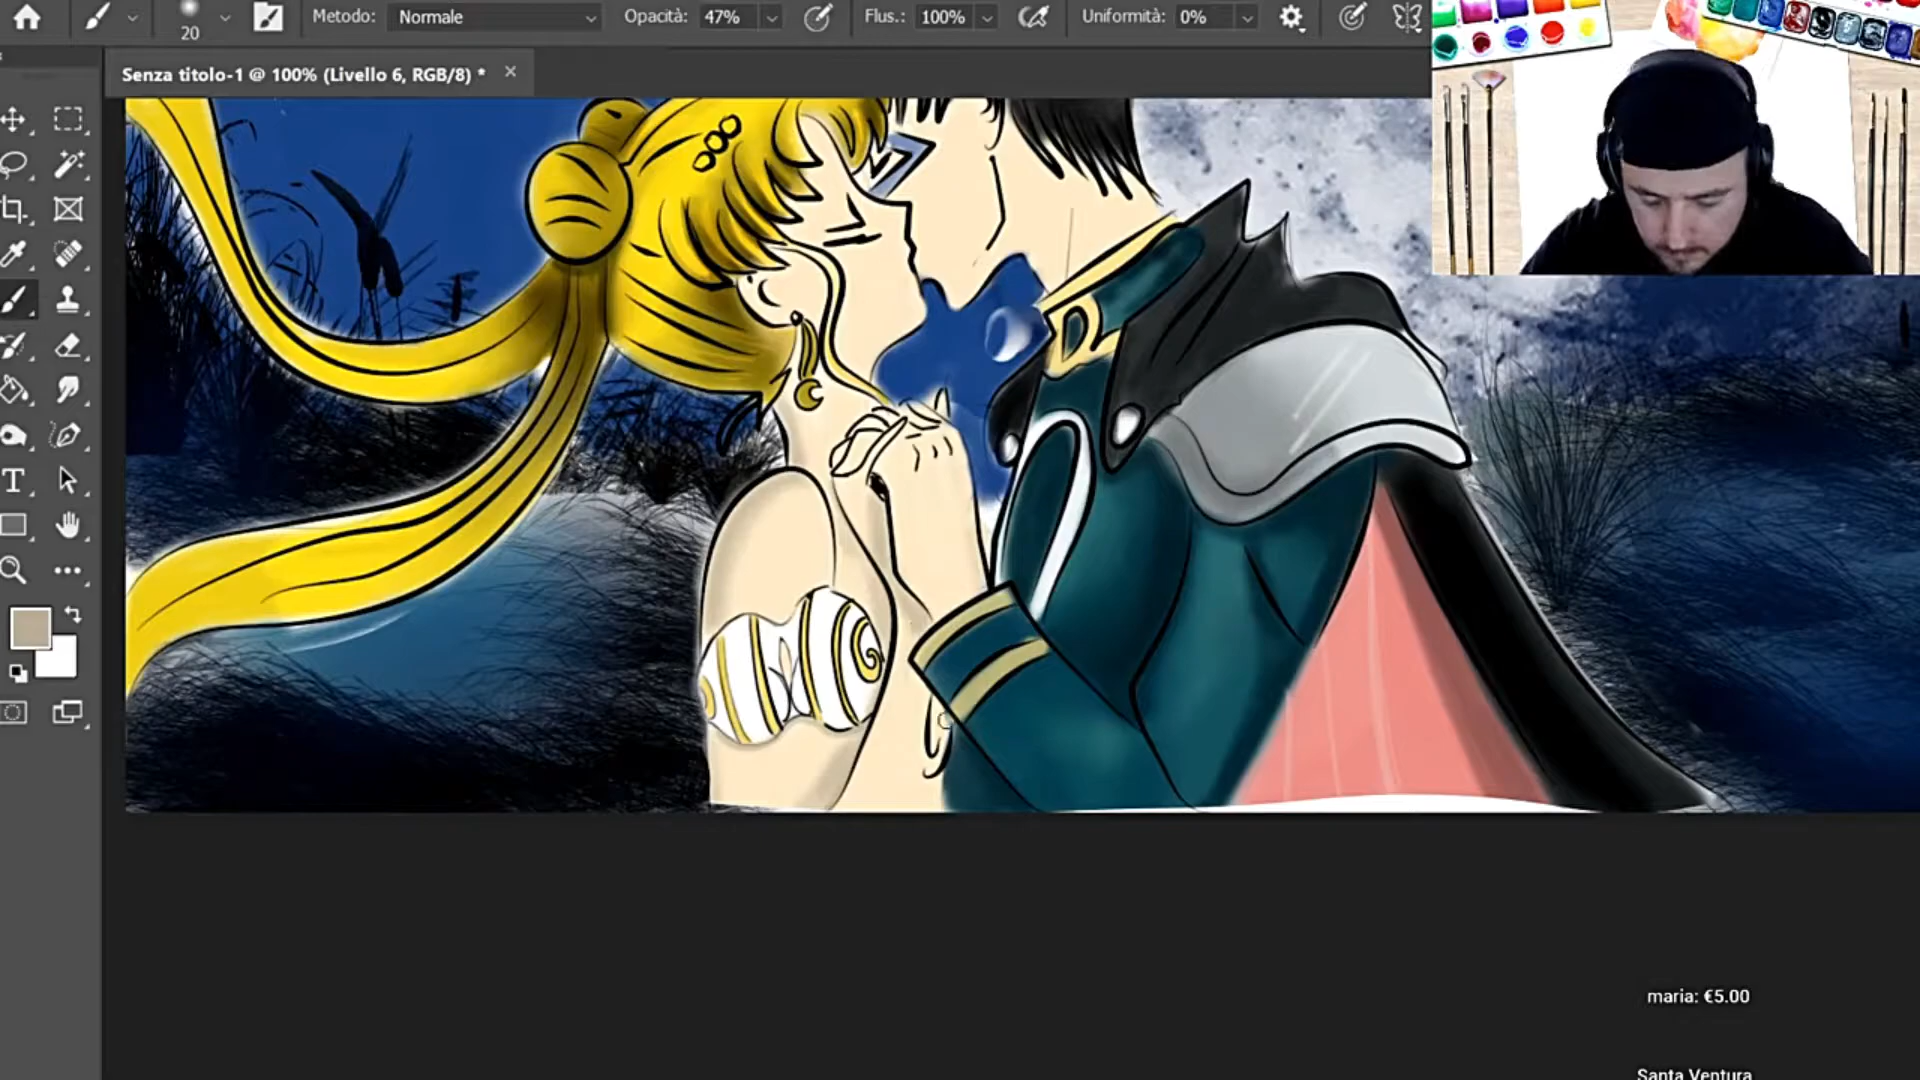 20
Metodo: Normale
Opacità: 47%
Flus.: 100%
Uniformità: 0%
Senza titolo-1 @ 100% (Livello 6, RGB/8) *
T
maria: €5.00
Santa Ventura